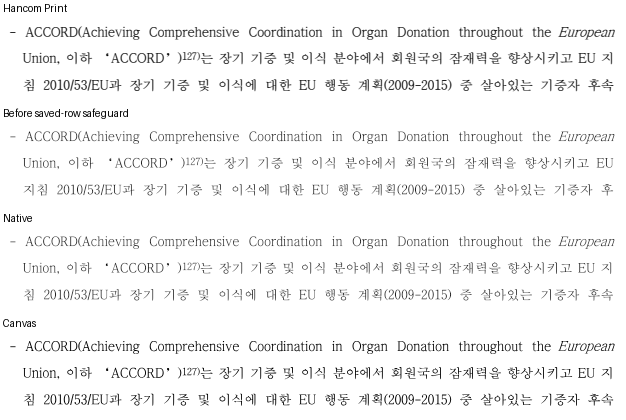 Hancom Print
- ACCORD(Achieving Comprehensive Coordination in Organ Donation throughout the European
Union, 이하 ‘ACCORD’)127)는 장기 기증 및 이식 분야에서 회원국의 잠재력을 향상시키고 EU 지
침 2010/53/EU과 장기 기증 및 이식에 대한 EU 행동 계획(2009-2015) 중 살아있는 기증자 후속
Before saved-row safeguard
- ACCORD(Achieving Comprehensive Coordination in Organ Donation throughout the European
Union, 이하 ‘ACCORD’)127)는 장기 기증 및 이식 분야에서 회원국의 잠재력을 향상시키고 EU
지침 2010/53/EU과 장기 기증 및 이식에 대한 EU 행동 계획(2009-2015) 중 살아있는 기증자 후
Native
- ACCORD(Achieving Comprehensive Coordination in Organ Donation throughout the European
Union, 이하 ‘ACCORD’)127)는 장기 기증 및 이식 분야에서 회원국의 잠재력을 향상시키고 EU 지
침 2010/53/EU과 장기 기증 및 이식에 대한 EU 행동 계획(2009-2015) 중 살아있는 기증자 후속
Canvas
- ACCORD(Achieving Comprehensive Coordination in Organ Donation throughout the European
Union, 이하 ‘ACCORD’)127)는 장기 기증 및 이식 분야에서 회원국의 잠재력을 향상시키고 EU 지
침 2010/53/EU과 장기 기증 및 이식에 대한 EU 행동 계획(2009-2015) 중 살아있는 기증자 후속